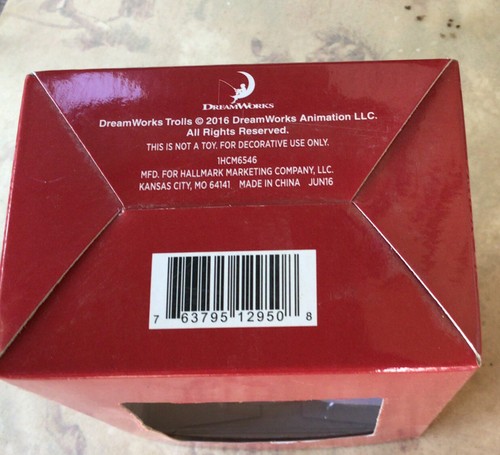 DREAMWORKS
DreamWorks Trolls © 2016 DreamWorks Animation LLC.
All Rights Reserved.
THIS IS NOT A TOY. FOR DECORATIVE USE ONLY.
1HCM6546
MFD. FOR HALLMARK MARKETING COMPANY, LLC.
KANSAS CITY, MO 64141 MADE IN CHINA JUN16
7 63795 12950 8